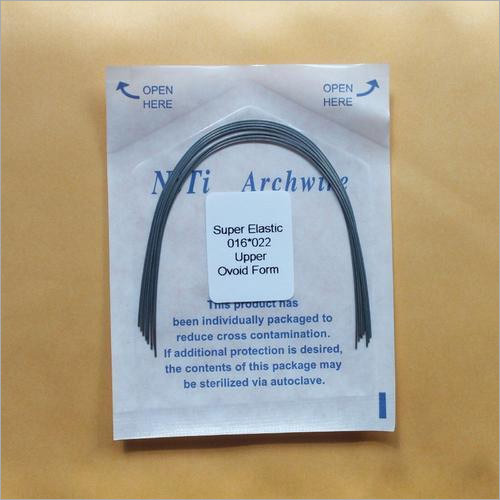 OPEN
HERE
OPEN
HERE
NiTi Archwire
Super Elastic
016*022
Upper
Ovoid Form
This product has
been individually packaged to
reduce cross contamination.
If additional protection is desired,
the contents of this package may
be sterilized via autoclave.